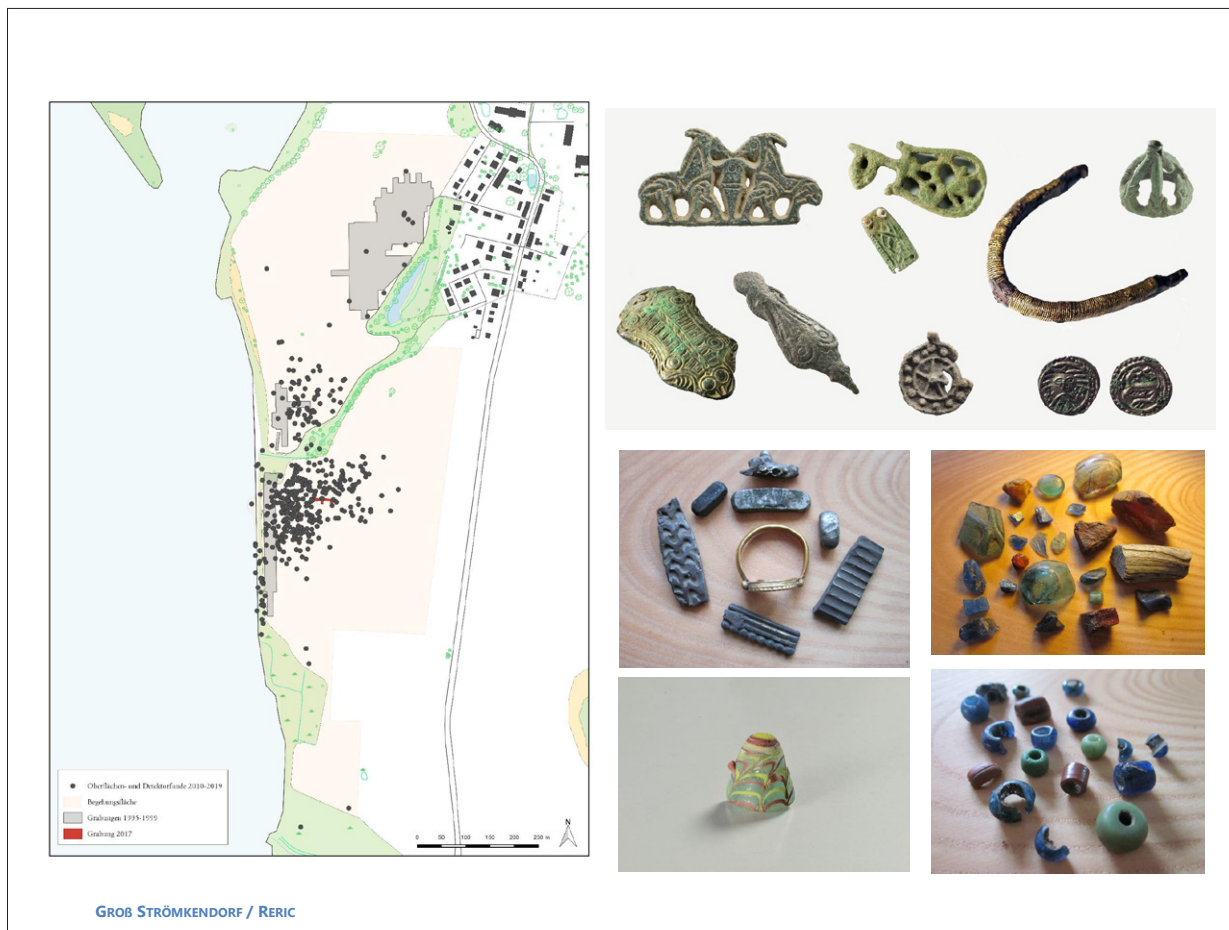 Oberflächen- und Detektorfunde 2010-2019
Begehungsfläche
Grabungen 1995-1999
Grabung 2017
0 50 100 150 200 250 m
N
GROß STRÖMKENDORF / RERIC